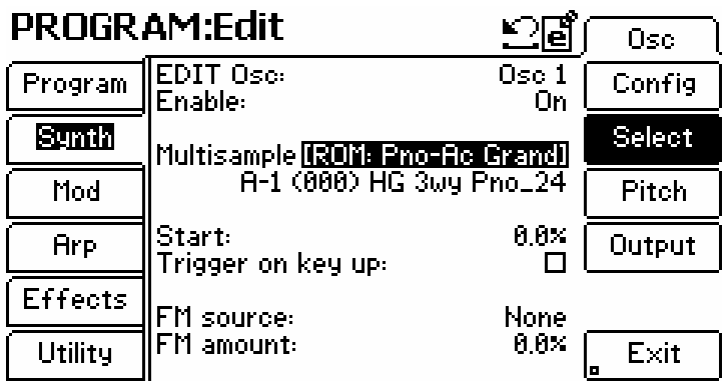 PROGRAM:Edit
Osc
Program
Synth
Mod
Arp
Effects
Utility
EDIT Osc: Osc 1
Enable: On
Multisample [ROM: Pno-Ac Grand]
A-1 (000) HG 3wy Pno_24
Start: 0.0%
Trigger on key up:
FM source: None
FM amount: 0.0%
Config
Select
Pitch
Output
Exit